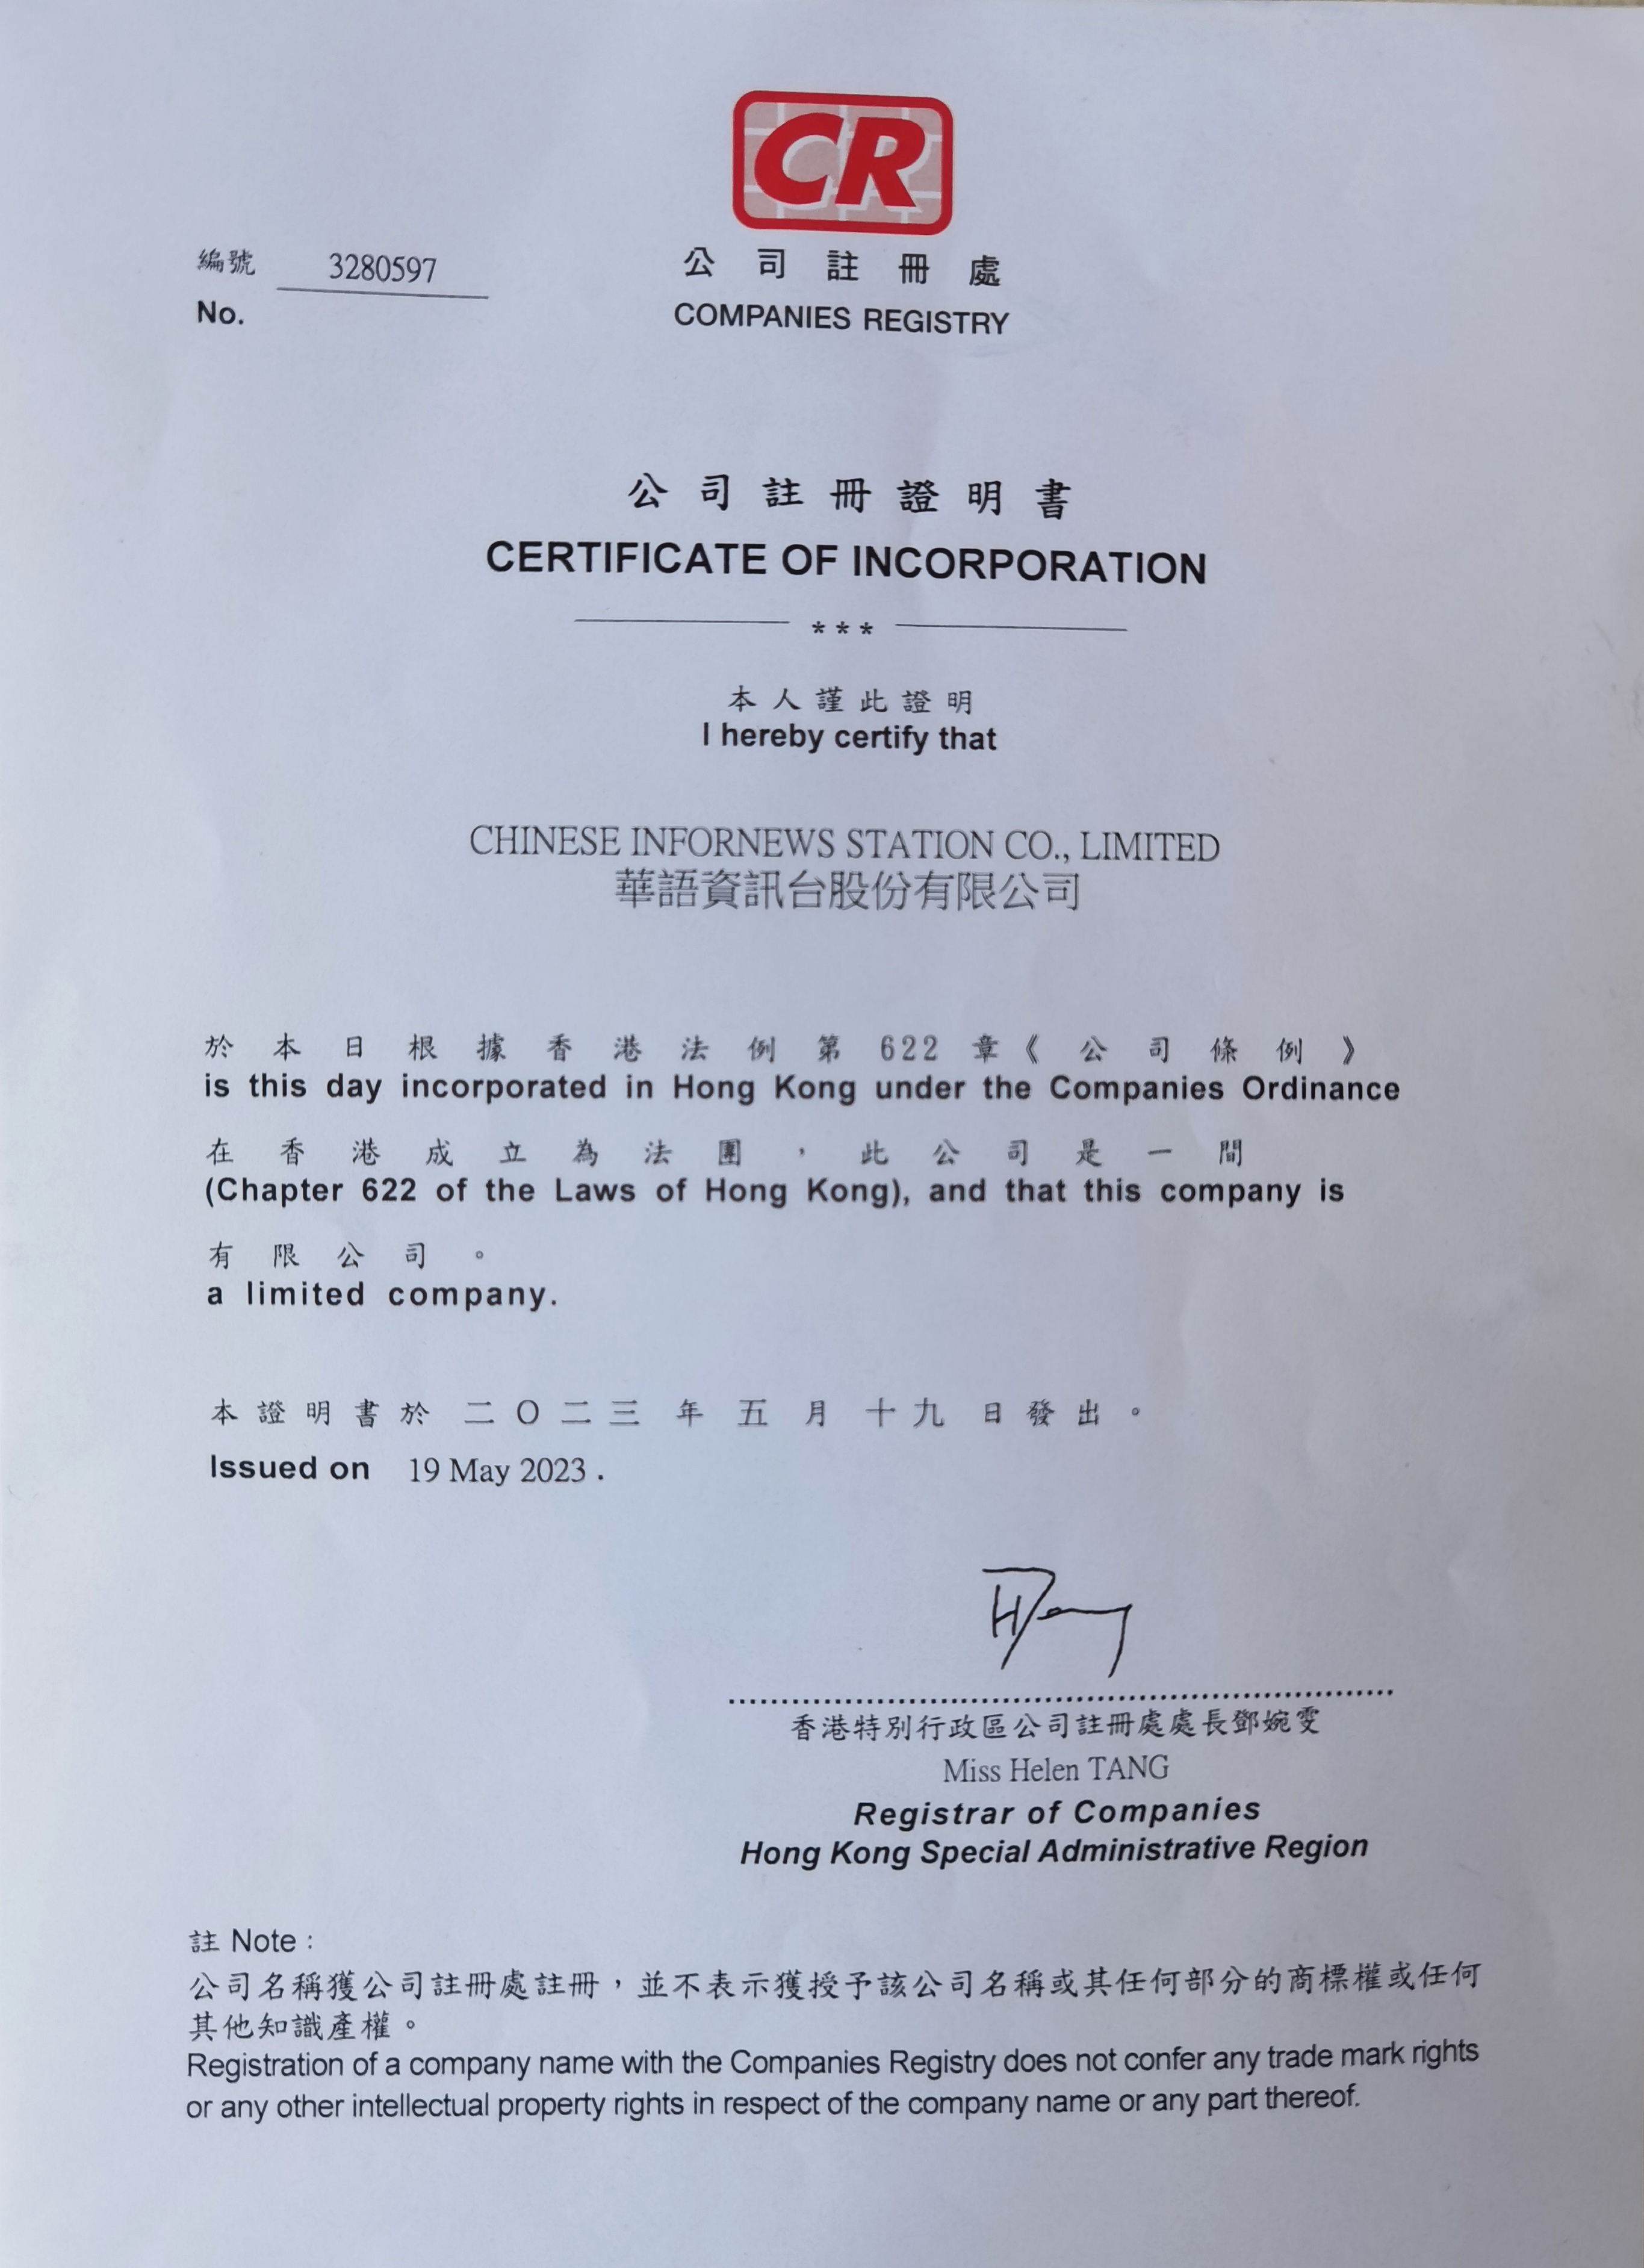 CR
公司註冊處
COMPANIES REGISTRY
編號 3280597
No.
公司註冊證明書
CERTIFICATE OF INCORPORATION
***
本人謹此證明
I hereby certify that
CHINESE INFORNEWS STATION CO., LIMITED
華語資訊台股份有限公司
於本日根據香港法例第622章《公司條例》
is this day incorporated in Hong Kong under the Companies Ordinance
在香港成立為法團，此公司是一間
(Chapter 622 of the Laws of Hong Kong), and that this company is
有限公司。
a limited company.
本證明書於二O二三年五月十九日發出。
Issued on 19 May 2023 .
香港特別行政區公司註冊處處長鄧婉雯
Miss Helen TANG
Registrar of Companies
Hong Kong Special Administrative Region
註 Note :
公司名稱獲公司註冊處註冊，並不表示獲授予該公司名稱或其任何部分的商標權或任何
其他知識產權。
Registration of a company name with the Companies Registry does not confer any trade mark rights
or any other intellectual property rights in respect of the company name or any part thereof.